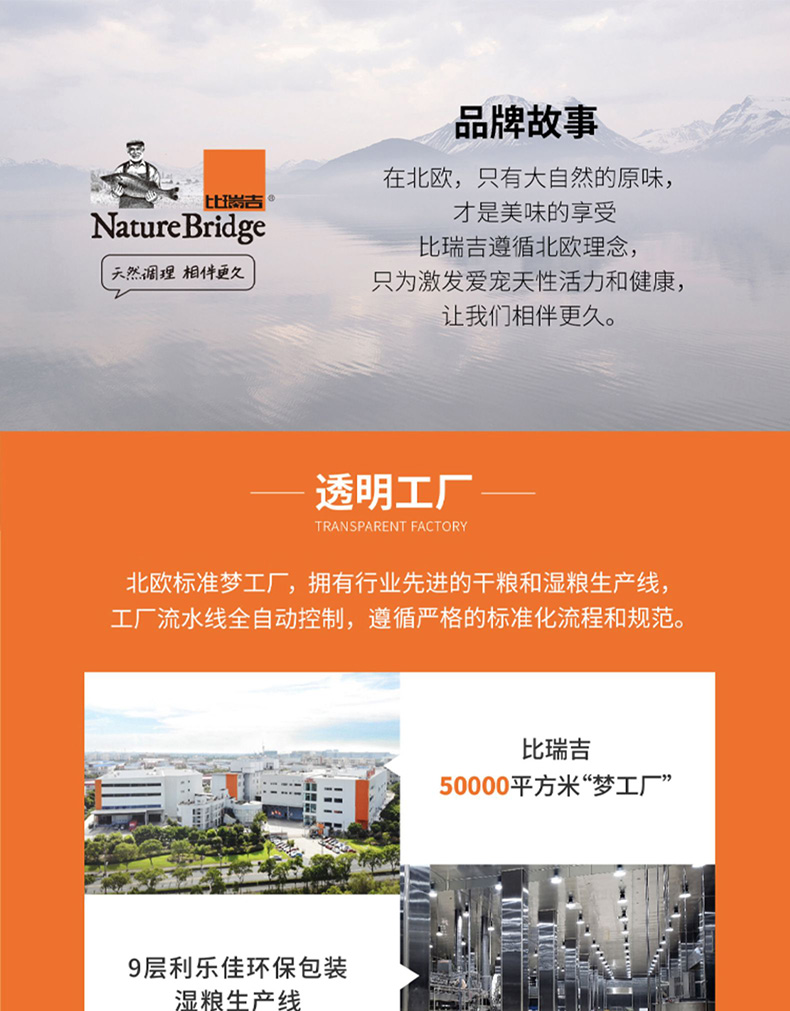 品牌故事
在北欧，只有大自然的原味，
才是美味的享受
比瑞吉遵循北欧理念，
只为激发爱宠天性活力和健康，
让我们相伴更久。
比瑞吉®
NatureBridge
天然调理 相伴更久
透明工厂
TRANSPARENT FACTORY
北欧标准梦工厂，拥有行业先进的干粮和湿粮生产线，
工厂流水线全自动控制，遵循严格的标准化流程和规范。
比瑞吉
50000平方米“梦工厂”
9层利乐佳环保包装
湿粮生产线